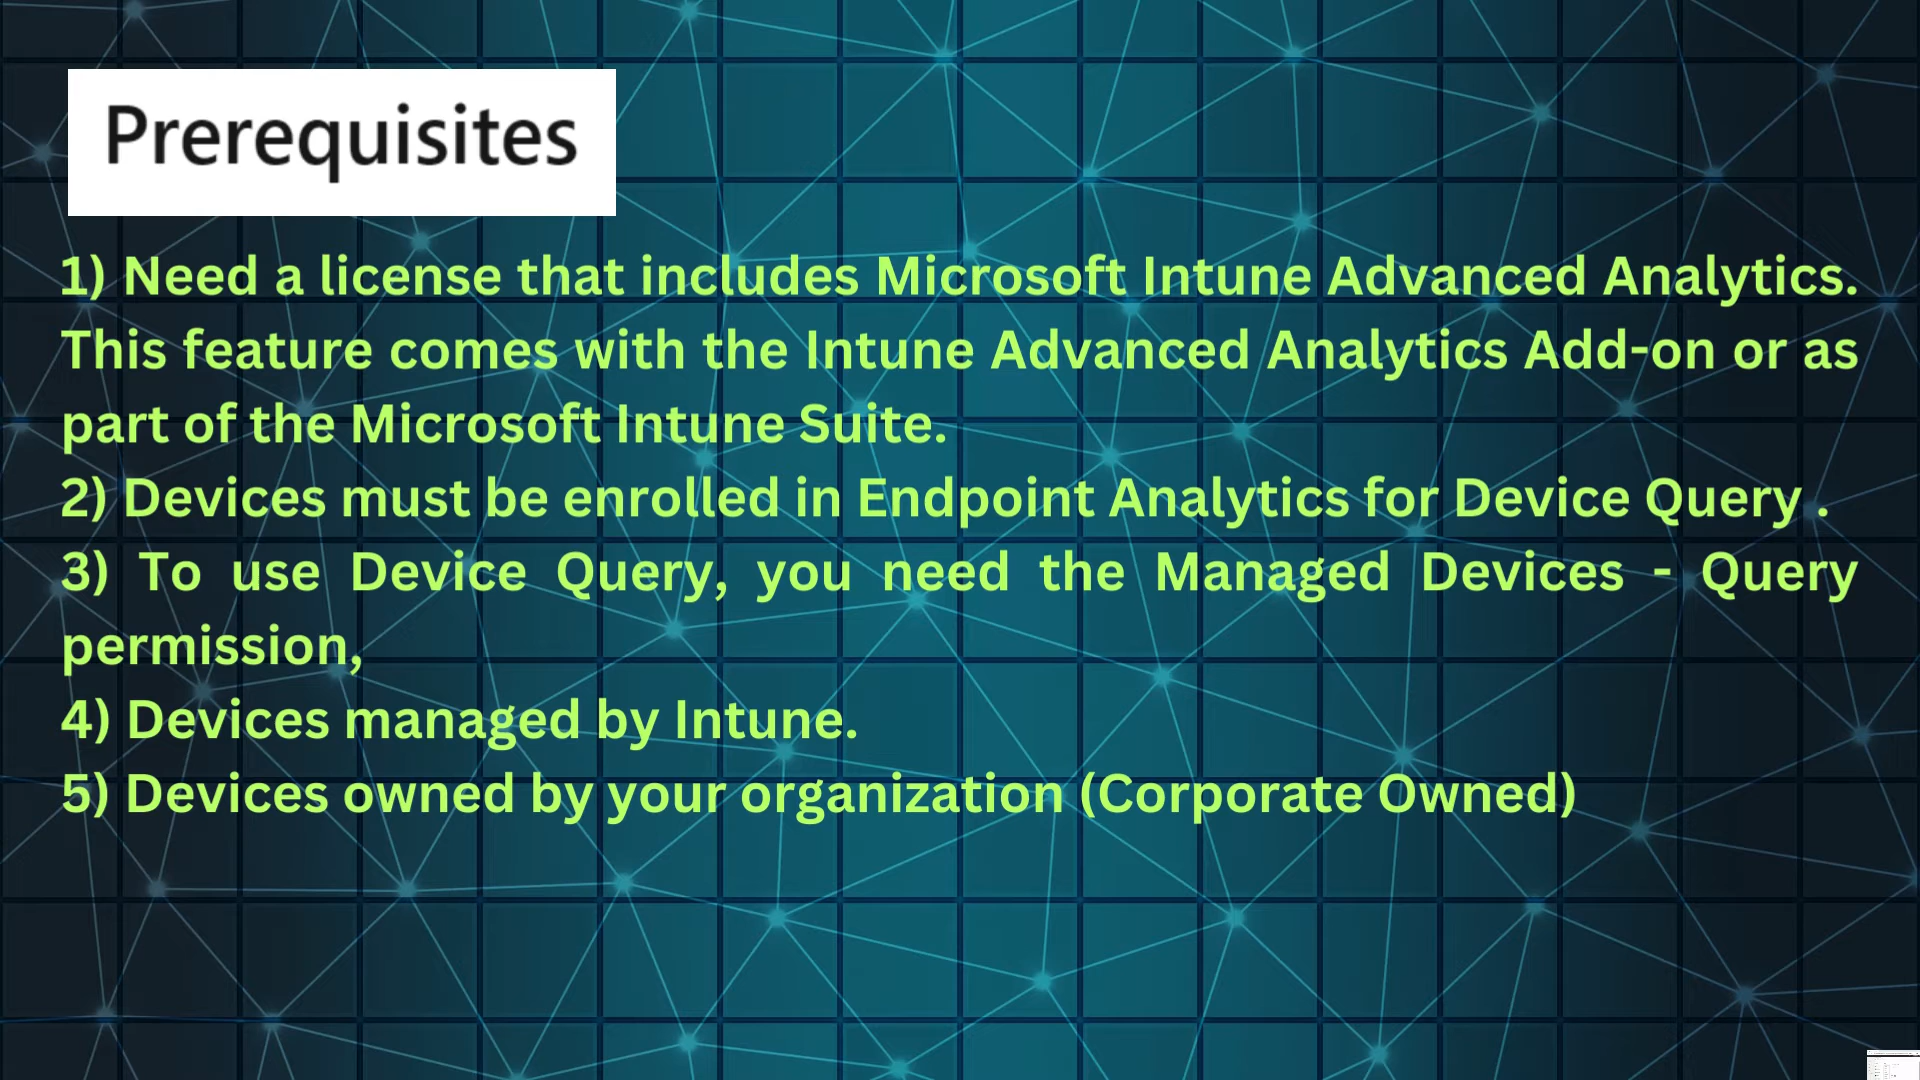 Prerequisites
1) Need a license that includes Microsoft Intune Advanced Analytics.
This feature comes with the Intune Advanced Analytics Add-on or as
part of the Microsoft Intune Suite.
2) Devices must be enrolled in Endpoint Analytics for Device Query .
3) To use Device Query, you need the Managed Devices - Query
permission,
4) Devices managed by Intune.
5) Devices owned by your organization (Corporate Owned)